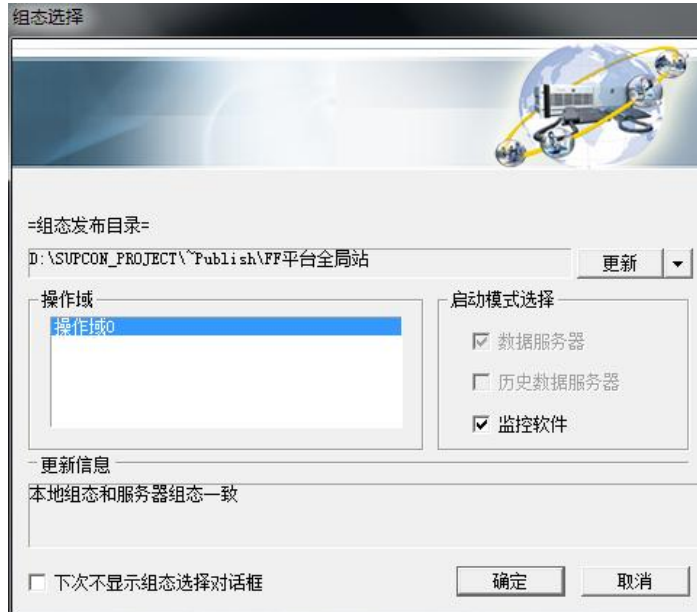 组态选择
=组态发布目录=
D:\SUPCON_PROJECT\~Publish\FF平台全局站
更新
操作域
操作域0
启动模式选择
数据服务器
历史数据服务器
监控软件
更新信息
本地组态和服务器组态一致
下次不显示组态选择对话框
确定
取消